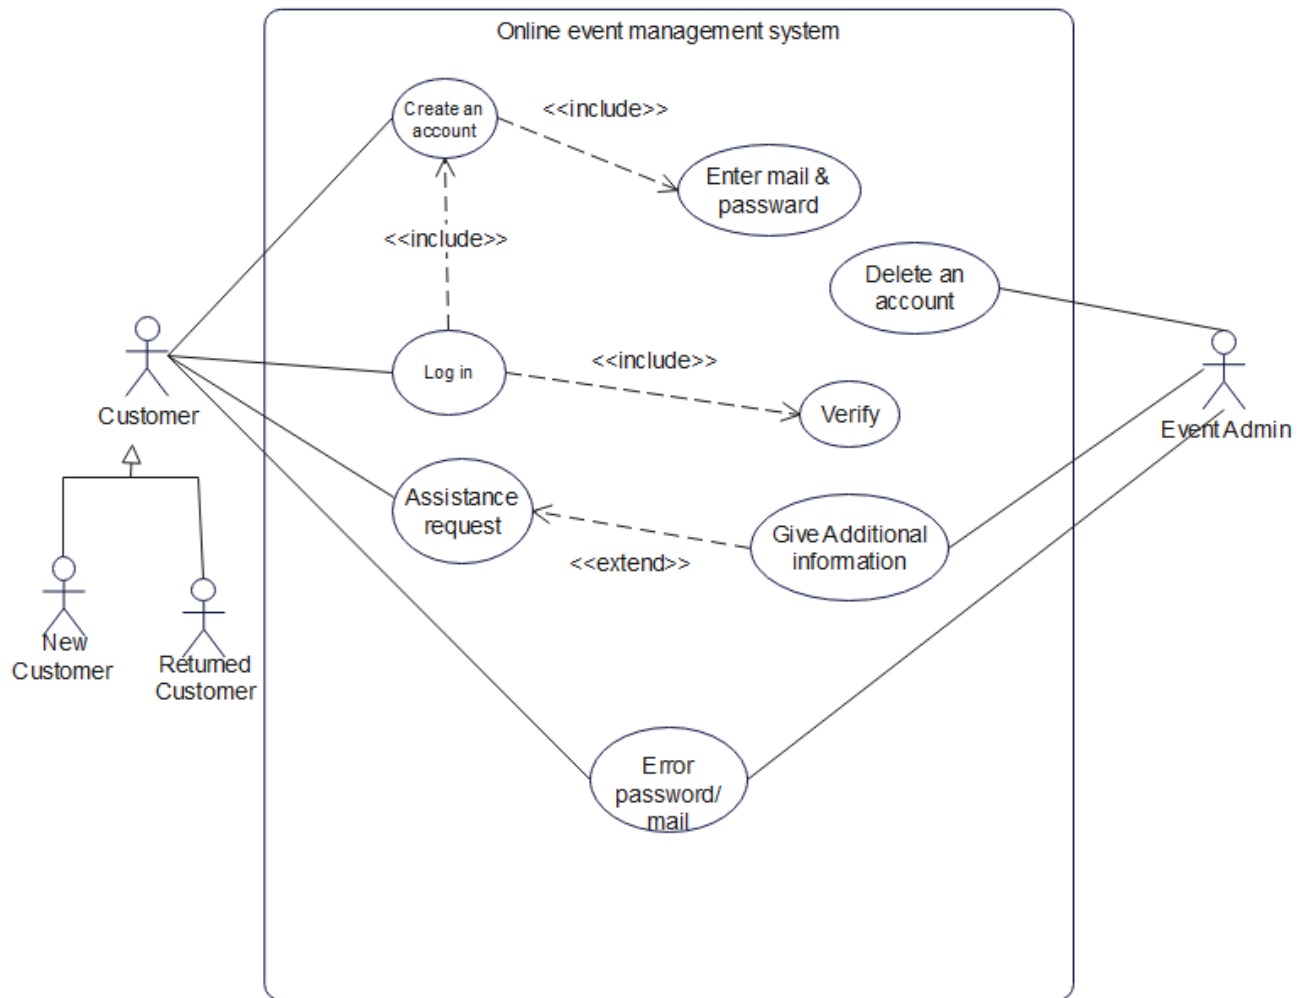 Online event management system
Create an
account
<<include>>
Enter mail &
passward
<<include>>
Delete an
account
Log in
<<include>>
Verify
Customer
Event Admin
Assistance
request
<<extend>>
Give Additional
information
New
Customer
Returned
Customer
Error
password/
mail